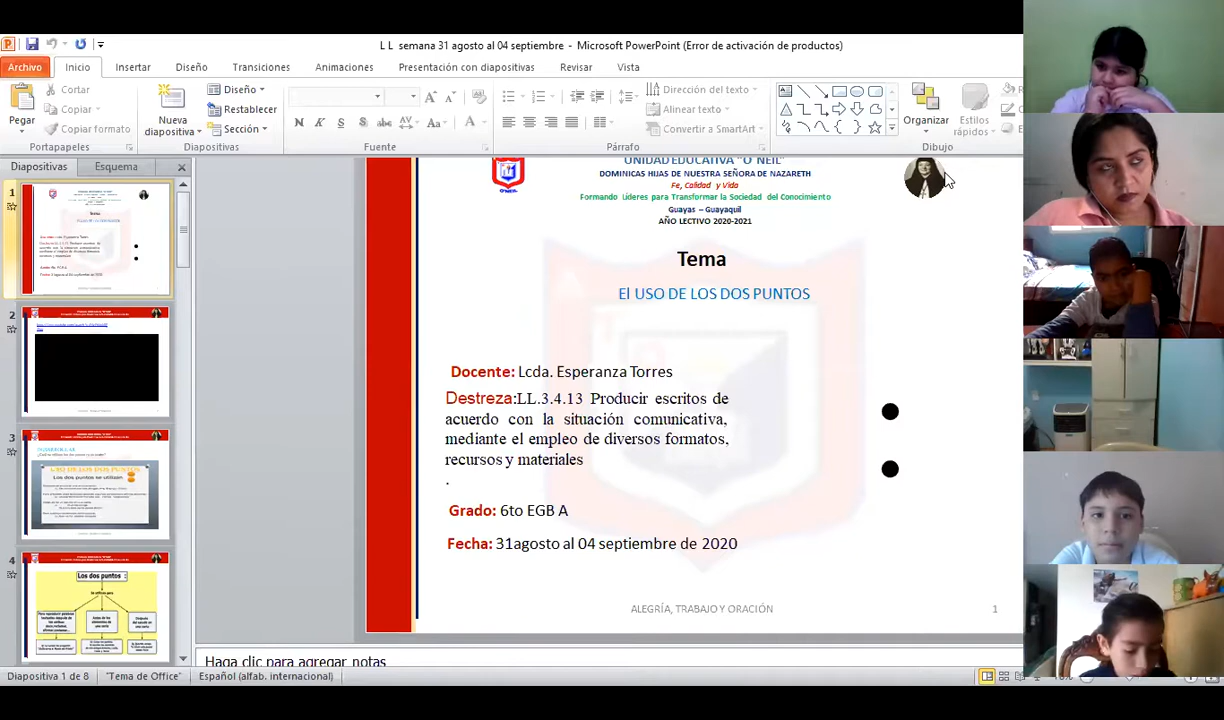 L L semana 31 agosto al 04 septiembre - Microsoft PowerPoint (Error de activación de productos)
Archivo Inicio Insertar Diseño Transiciones Animaciones Presentación con diapositivas Revisar Vista
Pegar
Cortar
Copiar
Copiar formato
Portapapeles
Nueva
diapositiva
Diseño
Restablecer
Sección
Diapositivas
Fuente
Dirección del texto
Alinear texto
Convertir a SmartArt
Párrafo
Organizar
Estilos
rápidos
Dibujo
Diapositivas Esquema
1
2
3
4
Los dos puntos :
UNIDAD EDUCATIVA "O´NEIL"
DOMINICAS HIJAS DE NUESTRA SEÑORA DE NAZARETH
Fe, Calidad y Vida
Formando Líderes para Transformar la Sociedad del Conocimiento
Guayas – Guayaquil
AÑO LECTIVO 2020-2021
Tema
El USO DE LOS DOS PUNTOS
Docente: Lcda. Esperanza Torres
Destreza:LL.3.4.13 Producir escritos de
acuerdo con la situación comunicativa,
mediante el empleo de diversos formatos,
recursos y materiales
.
Grado: 6to EGB A
Fecha: 31agosto al 04 septiembre de 2020
ALEGRÍA, TRABAJO Y ORACIÓN 1
Haga clic para agregar notas
Diapositiva 1 de 8 "Tema de Office" Español (alfab. internacional)